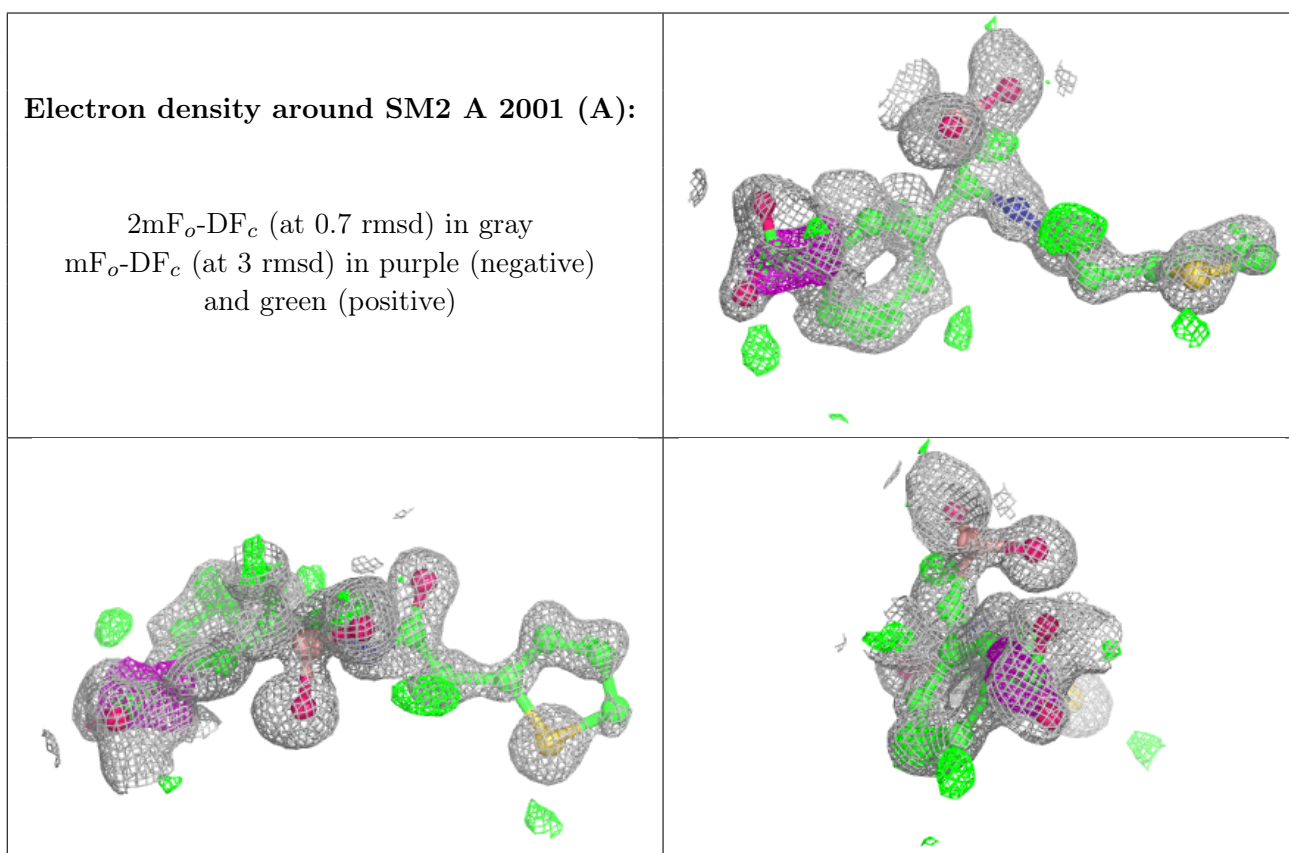 Electron density around SM2 A 2001 (A):
2mFo-DFc (at 0.7 rmsd) in gray
mFo-DFc (at 3 rmsd) in purple (negative)
and green (positive)